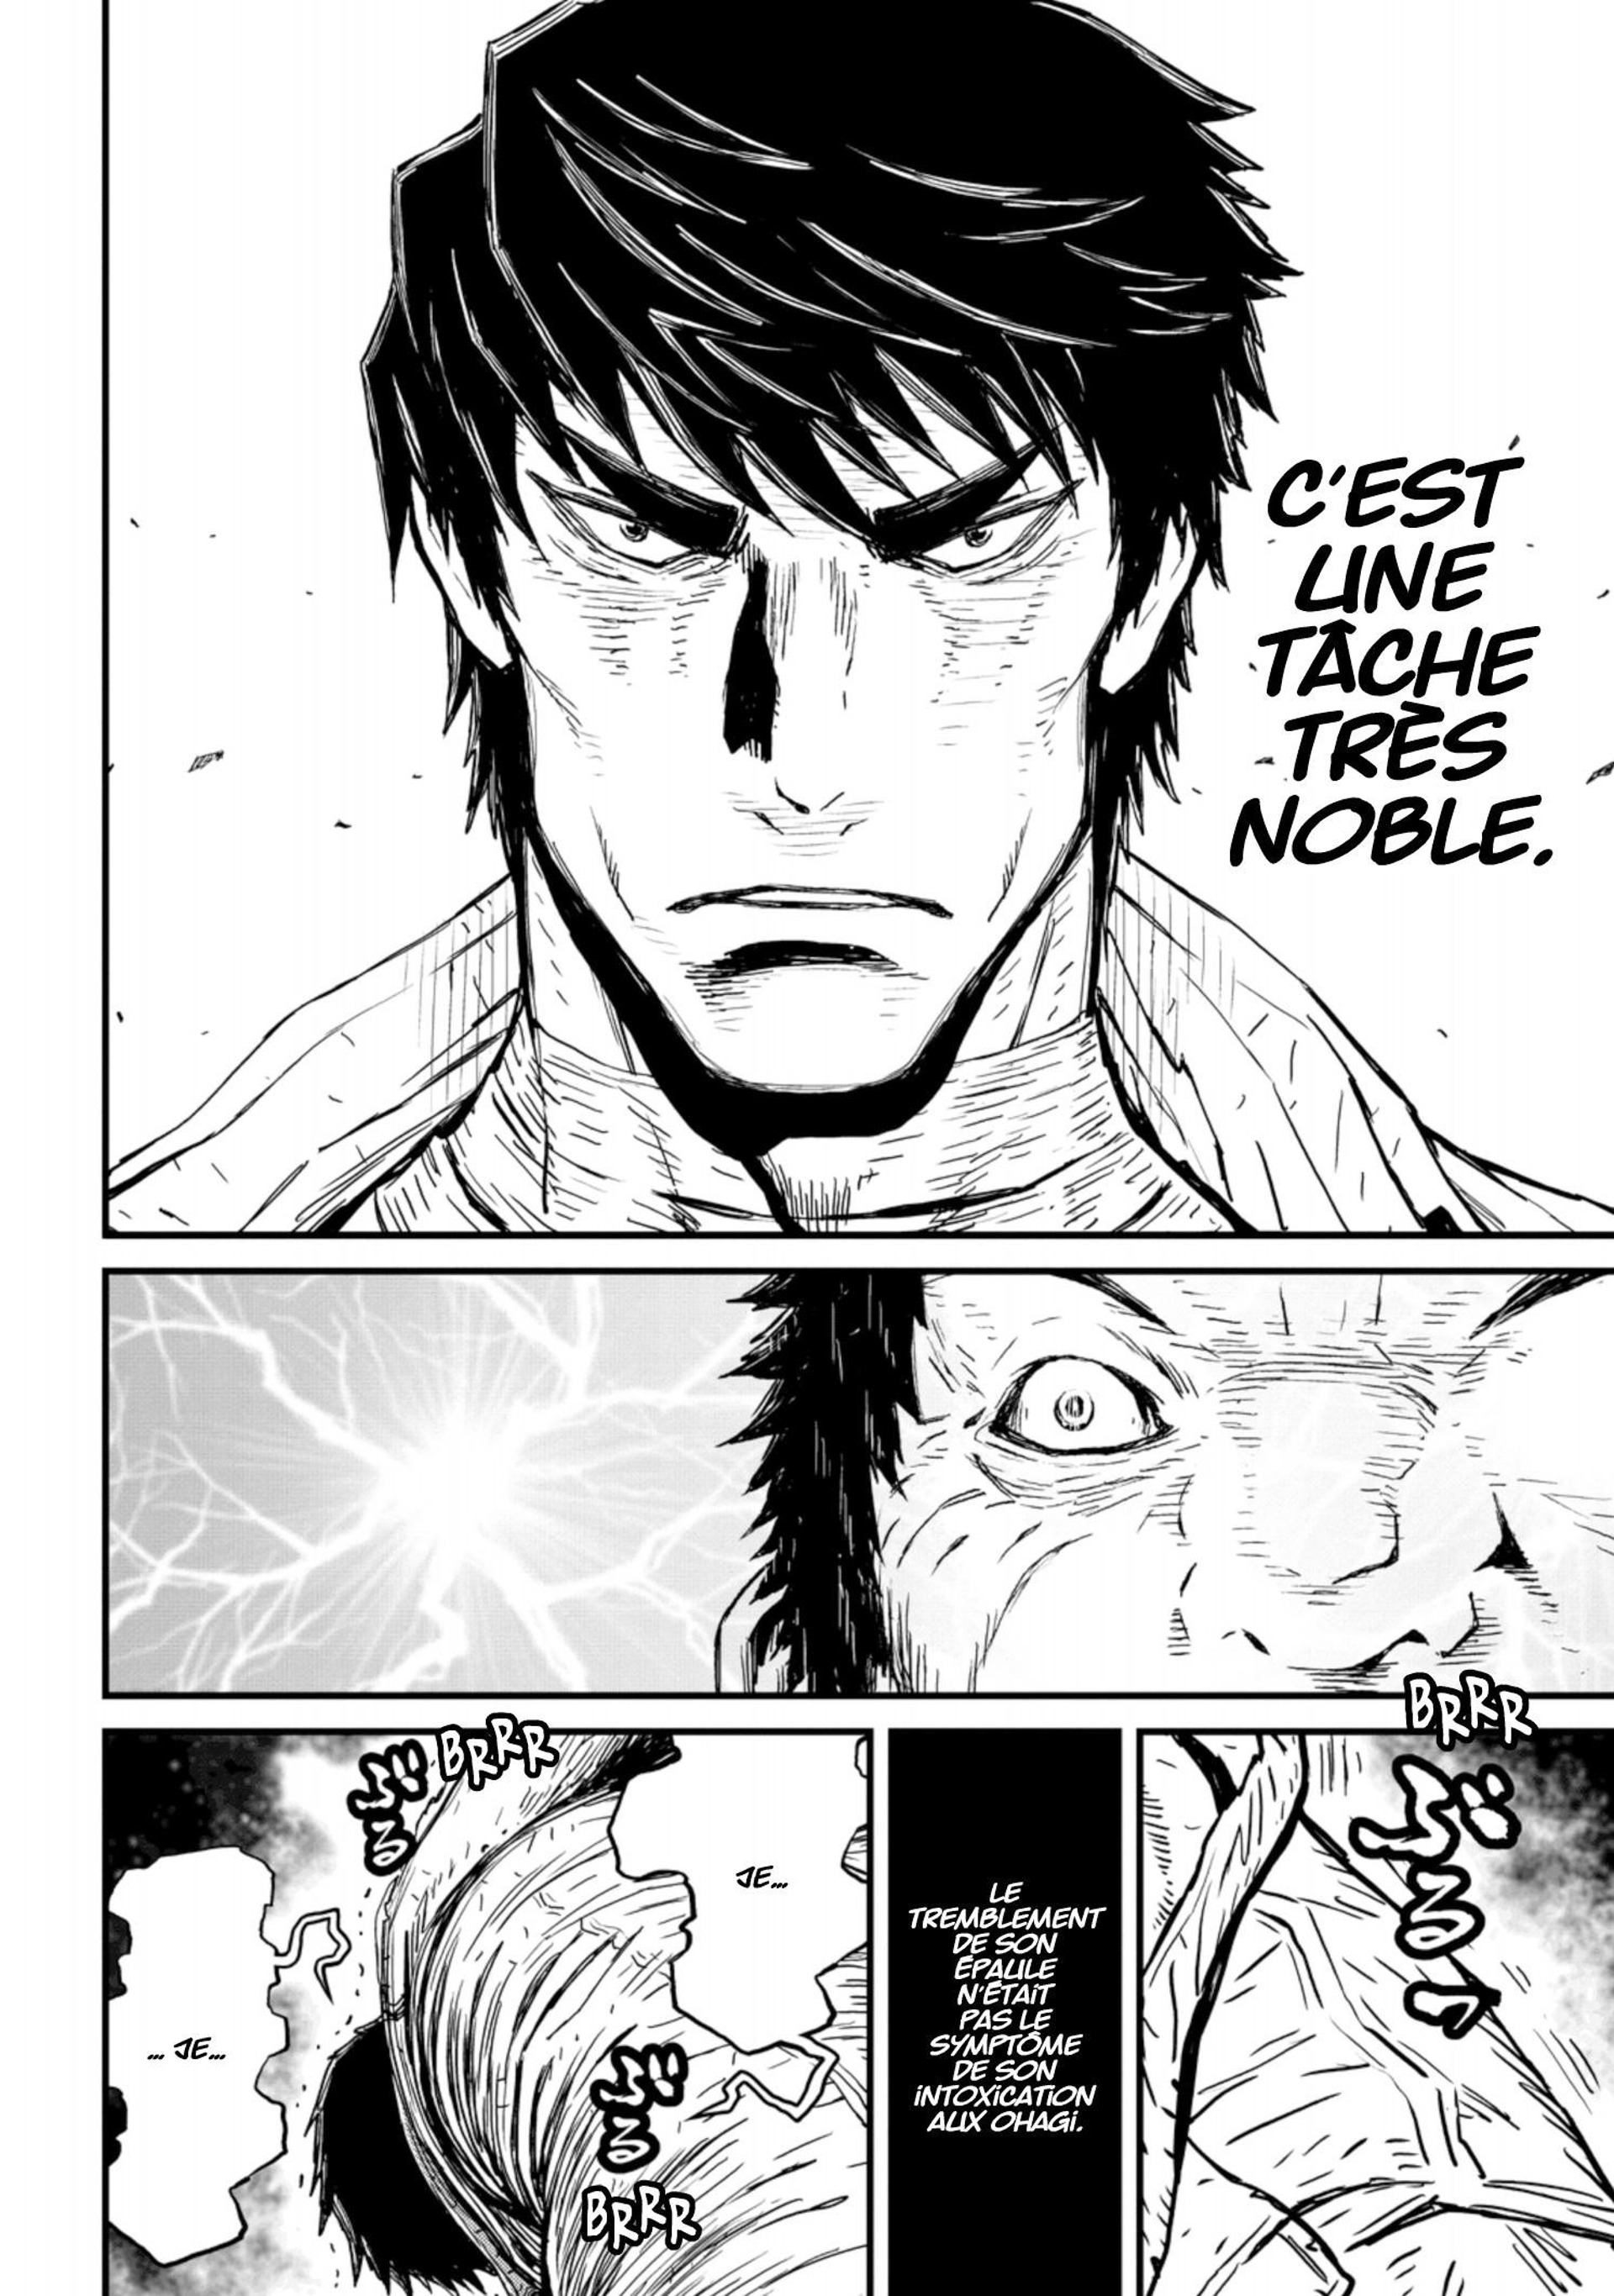 C'EST
UNE
TÂCHE
TRÈS
NOBLE.
BRRR
ぶるっ
LE
TREMBLEMENT
DE SON
ÉPAULE
N'ÉTAIT
PAS LE
SYMPTÔME
DE SON
INTOXICATION
AUX OHAGI.
JE...
BRRR
ぶる
ぶる
BRRR
... JE...